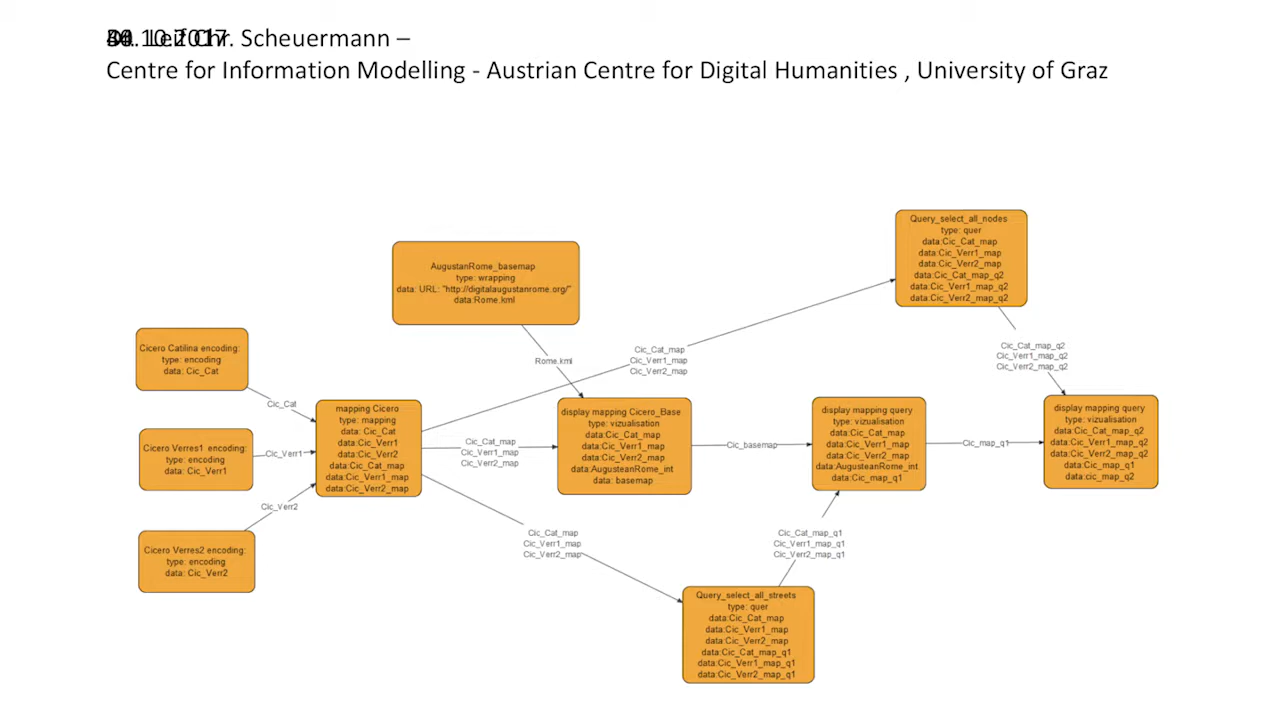 Dr. Leif Chr. Scheuermann –
Centre for Information Modelling - Austrian Centre for Digital Humanities , University of Graz
Query_select_all_nodes
type: quer
data:Cic_Cat_map
data:Cic_Verr1_map
data:Cic_Verr2_map
data:Cic_Cat_map_q2
data:Cic_Verr1_map_q2
data:Cic_Verr2_map_q2
AugustanRome_basemap
type: wrapping
data: URL: "http://digitalaugustanrome.org/"
data:Rome.kml
Cicero Catilina encoding:
type: encoding
data: Cic_Cat
Rome.kml
Cic_Cat_map
Cic_Verr1_map
Cic_Verr2_map
Cic_Cat_map_q2
Cic_Verr1_map_q2
Cic_Verr2_map_q2
Cic_Cat
mapping Cicero
type: mapping
data: Cic_Cat
data:Cic_Verr1
data:Cic_Verr2
data:Cic_Cat_map
data:Cic_Verr1_map
data:Cic_Verr2_map
display mapping Cicero_Base
type: vizualisation
data:Cic_Cat_map
data:Cic_Verr1_map
data:Cic_Verr2_map
data:AugusteanRome_int
data: basemap
display mapping query
type: vizualisation
data:Cic_Cat_map
data:Cic_Verr1_map
data:Cic_Verr2_map
data:AugusteanRome_int
data:Cic_map_q1
display mapping query
type: vizualisation
data:Cic_Cat_map_q2
data:Cic_Verr1_map_q2
data:Cic_Verr2_map_q2
data:Cic_map_q1
data:cic_map_q2
Cicero Verres1 encoding:
type: encoding
data: Cic_Verr1
Cic_Verr1
Cic_Cat_map
Cic_Verr1_map
Cic_Verr2_map
Cic_basemap
Cic_map_q1
Cic_Verr2
Cicero Verres2 encoding:
type: encoding
data: Cic_Verr2
Cic_Cat_map
Cic_Verr1_map
Cic_Verr2_map
Cic_Cat_map_q1
Cic_Verr1_map_q1
Cic_Verr2_map_q1
Query_select_all_streets
type: quer
data:Cic_Cat_map
data:Cic_Verr1_map
data:Cic_Verr2_map
data:Cic_Cat_map_q1
data:Cic_Verr1_map_q1
data:Cic_Verr2_map_q1